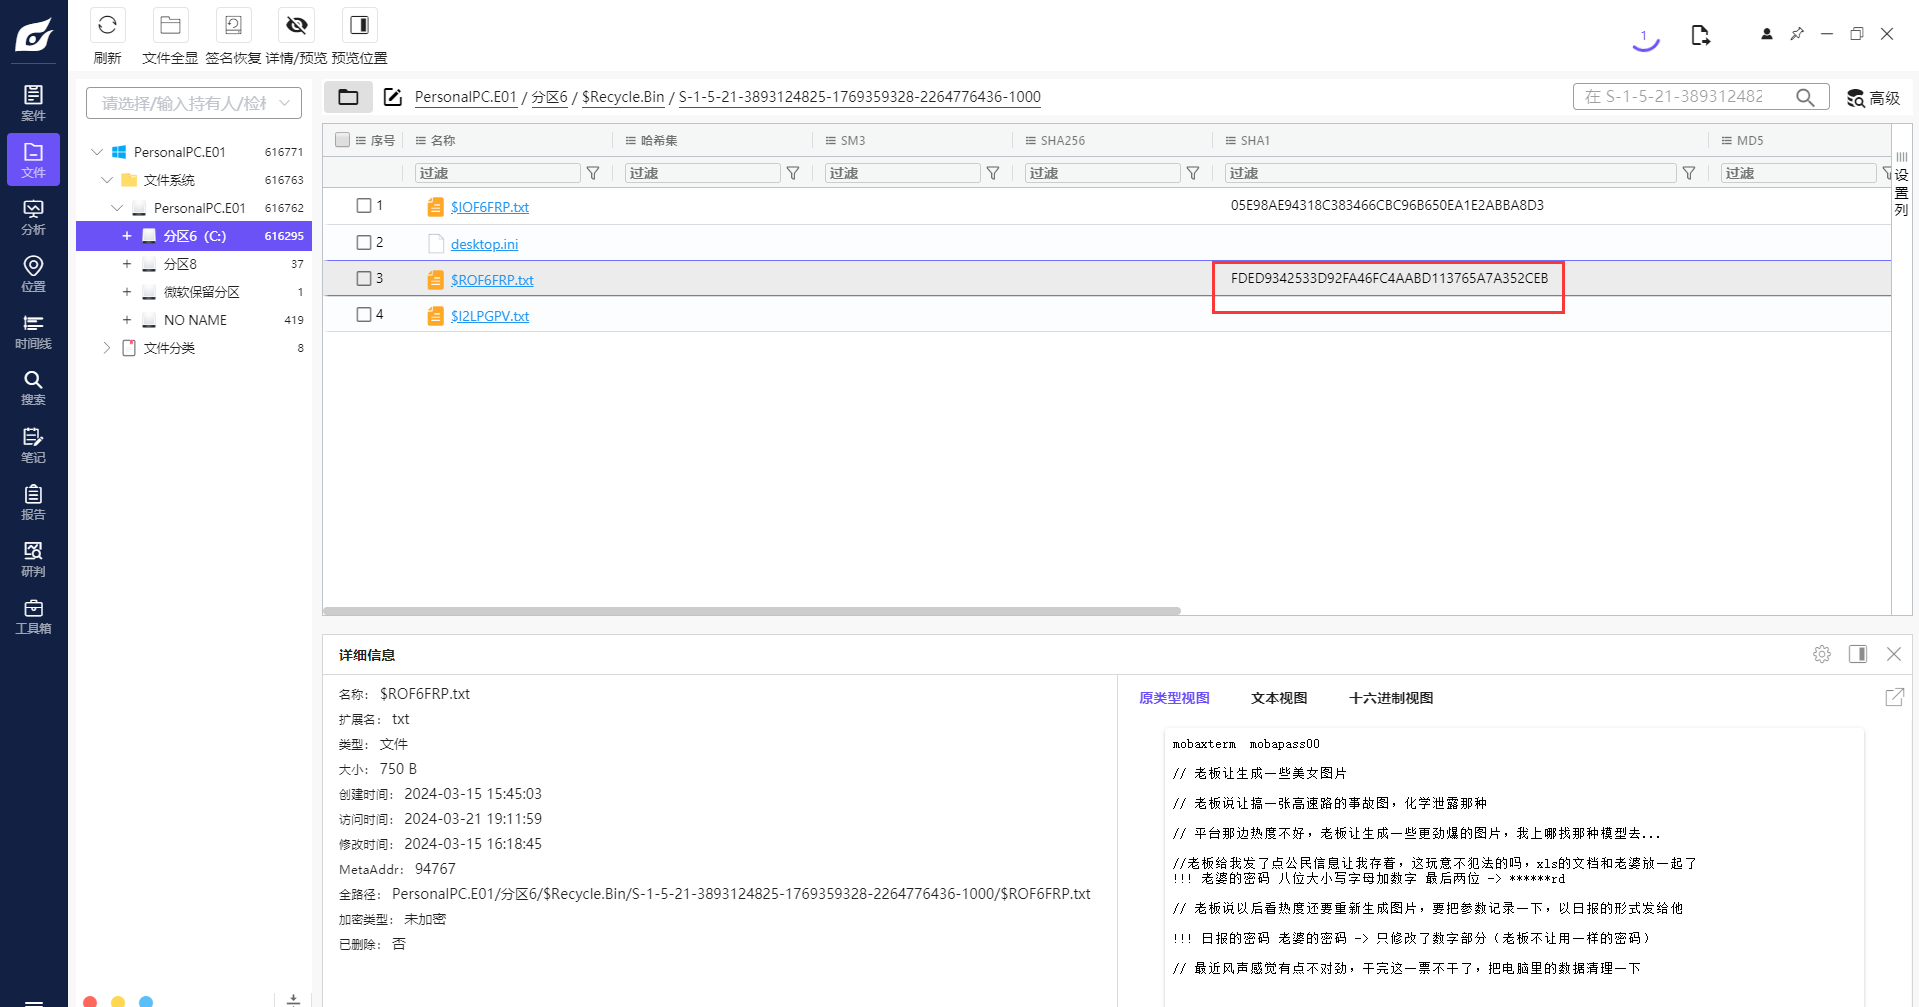 刷新
文件全显
签名恢复
详情/预览
预览位置
1
案件
文件
分析
位置
时间线
搜索
笔记
报告
研判
工具箱
请选择/输入持有人/检材
PersonalPC.E01 616771
文件系统 616763
PersonalPC.E01 616762
+ 分区6 (C:) 616295
+ 分区8 37
+ 微软保留分区 1
+ NO NAME 419
文件分类 8
PersonalPC.E01 / 分区6 / $Recycle.Bin / S-1-5-21-3893124825-1769359328-2264776436-1000
在 S-1-5-21-389312482
高级
序号 名称 哈希集 SM3 SHA256 SHA1 MD5
过滤 过滤 过滤 过滤 过滤 过滤
设置列
1 $IOF6FRP.txt 05E98AE94318C383466CBC96B650EA1E2ABBA8D3
2 desktop.ini
3 $ROF6FRP.txt FDED9342533D92FA46FC4AABD113765A7A352CEB
4 $I2LPGPV.txt
详细信息
名称: $ROF6FRP.txt
扩展名: txt
类型: 文件
大小: 750 B
创建时间: 2024-03-15 15:45:03
访问时间: 2024-03-21 19:11:59
修改时间: 2024-03-15 16:18:45
MetaAddr: 94767
全路径: PersonalPC.E01/分区6/$Recycle.Bin/S-1-5-21-3893124825-1769359328-2264776436-1000/$ROF6FRP.txt
加密类型: 未加密
已删除: 否
原类型视图 文本视图 十六进制视图
mobaxterm mobapass00
// 老板让生成一些美女图片
// 老板说让搞一张高速路的事故图，化学泄露那种
// 平台那边热度不好，老板让生成一些更劲爆的图片，我上哪找那种模型去...
//老板给我发了点公民信息让我存着，这玩意不犯法的吗，xls的文档和老婆放一起了
!!! 老婆的密码 八位大小写字母加数字 最后两位 -> ******rd
// 老板说以后看热度还要重新生成图片，要把参数记录一下，以日报的形式发给他
!!! 日报的密码 老婆的密码 -> 只修改了数字部分（老板不让用一样的密码）
// 最近风声感觉有点不对劲，干完这一票不干了，把电脑里的数据清理一下